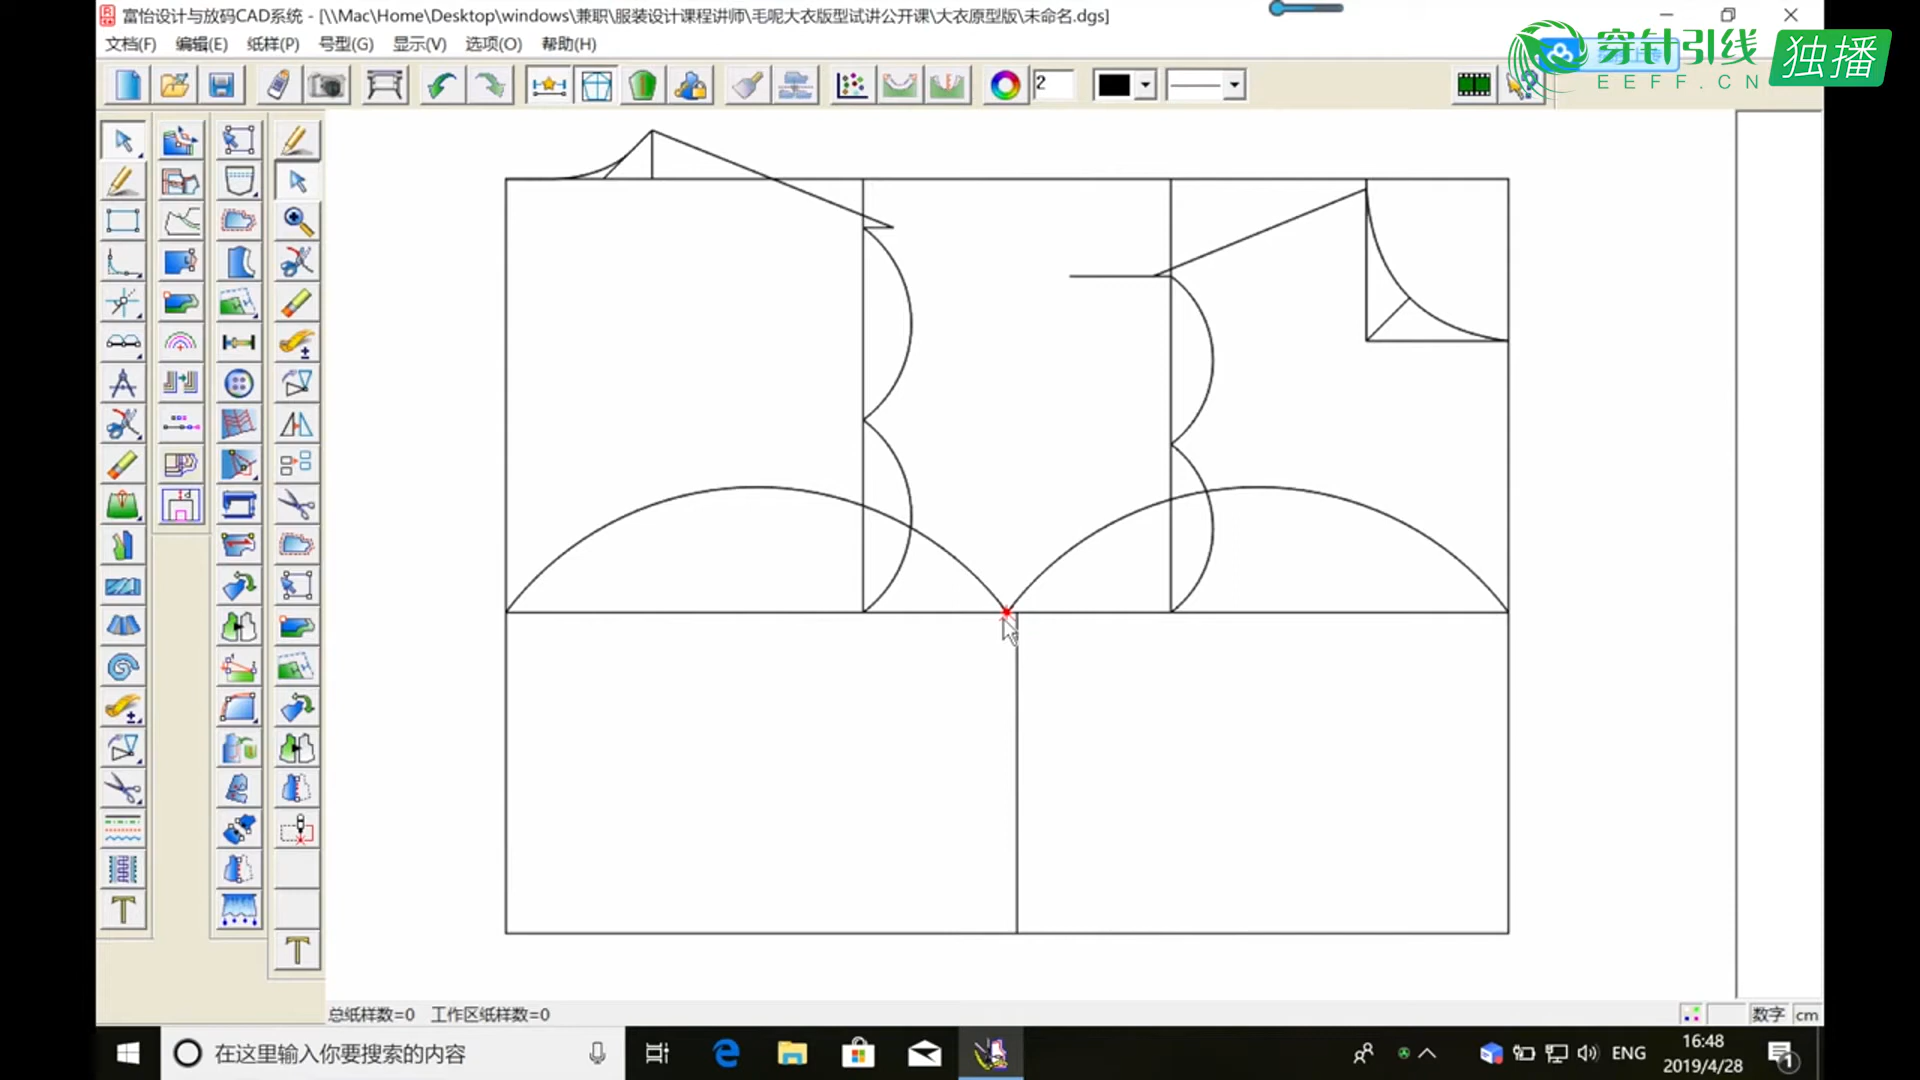 富怡设计与放码CAD系统 - [\\Mac\Home\Desktop\windows\兼职\服装设计课程讲师\毛呢大衣版型试讲公开课\大衣原型版\未命名.dgs]
文档(F) 编辑(E) 纸样(P) 号型(G) 显示(V) 选项(O) 帮助(H)
穿针引线 独播
EEFF.CN
2
总纸样数=0 工作区纸样数=0
数字 cm
在这里输入你要搜索的内容
ENG
16:48
2019/4/28
1